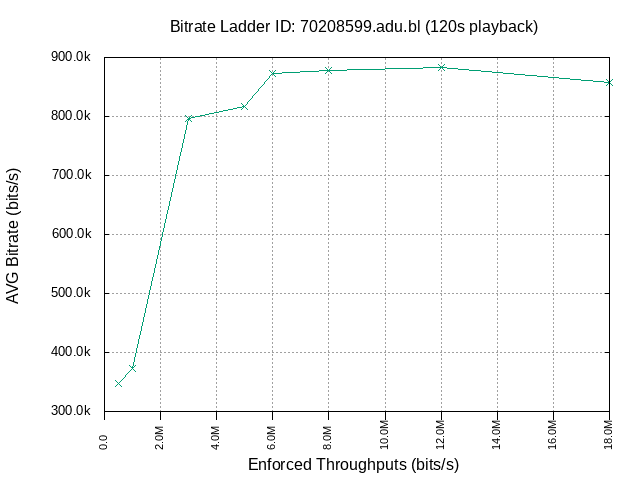 Bitrate Ladder ID: 70208599.adu.bl (120s playback)
900.0k
800.0k
700.0k
600.0k
500.0k
400.0k
300.0k
AVG Bitrate (bits/s)
0.0 2.0M 4.0M 6.0M 8.0M 10.0M 12.0M 14.0M 16.0M 18.0M
Enforced Throughputs (bits/s)